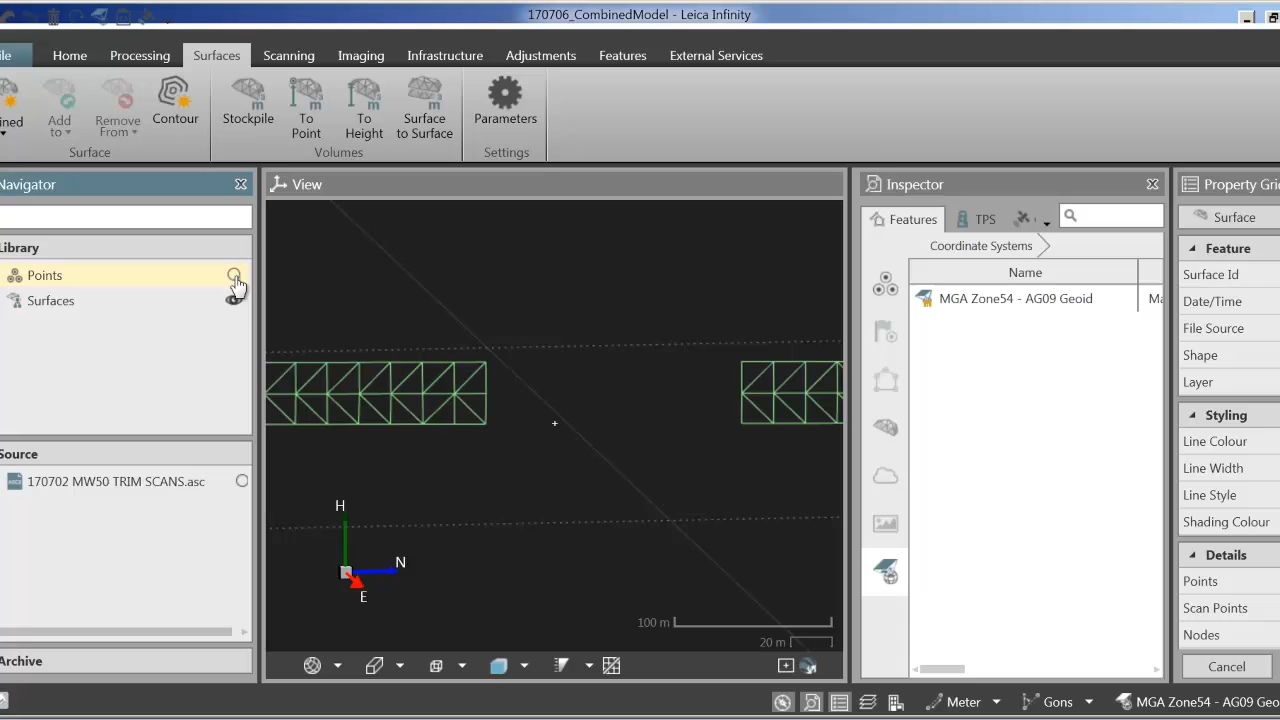 170706_CombinedModel - Leica Infinity
ile Home Processing Surfaces Scanning Imaging Infrastructure Adjustments Features External Services
ined Add to Remove From Contour Stockpile To Point To Height Surface to Surface Parameters
Surface Volumes Settings
Navigator
View
Inspector
Property Gri
Features TPS
Surface
Library
Points
Surfaces
Coordinate Systems
Name
MGA Zone54 - AG09 Geoid Ma
Feature
Surface Id
Date/Time
File Source
Shape
Layer
Styling
Line Colour
Line Width
Line Style
Shading Colour
Details
Points
Scan Points
Nodes
Cancel
Source
170702 MW50 TRIM SCANS.asc
Archive
H
N
E
100 m
20 m
Meter Gons MGA Zone54 - AG09 Geo